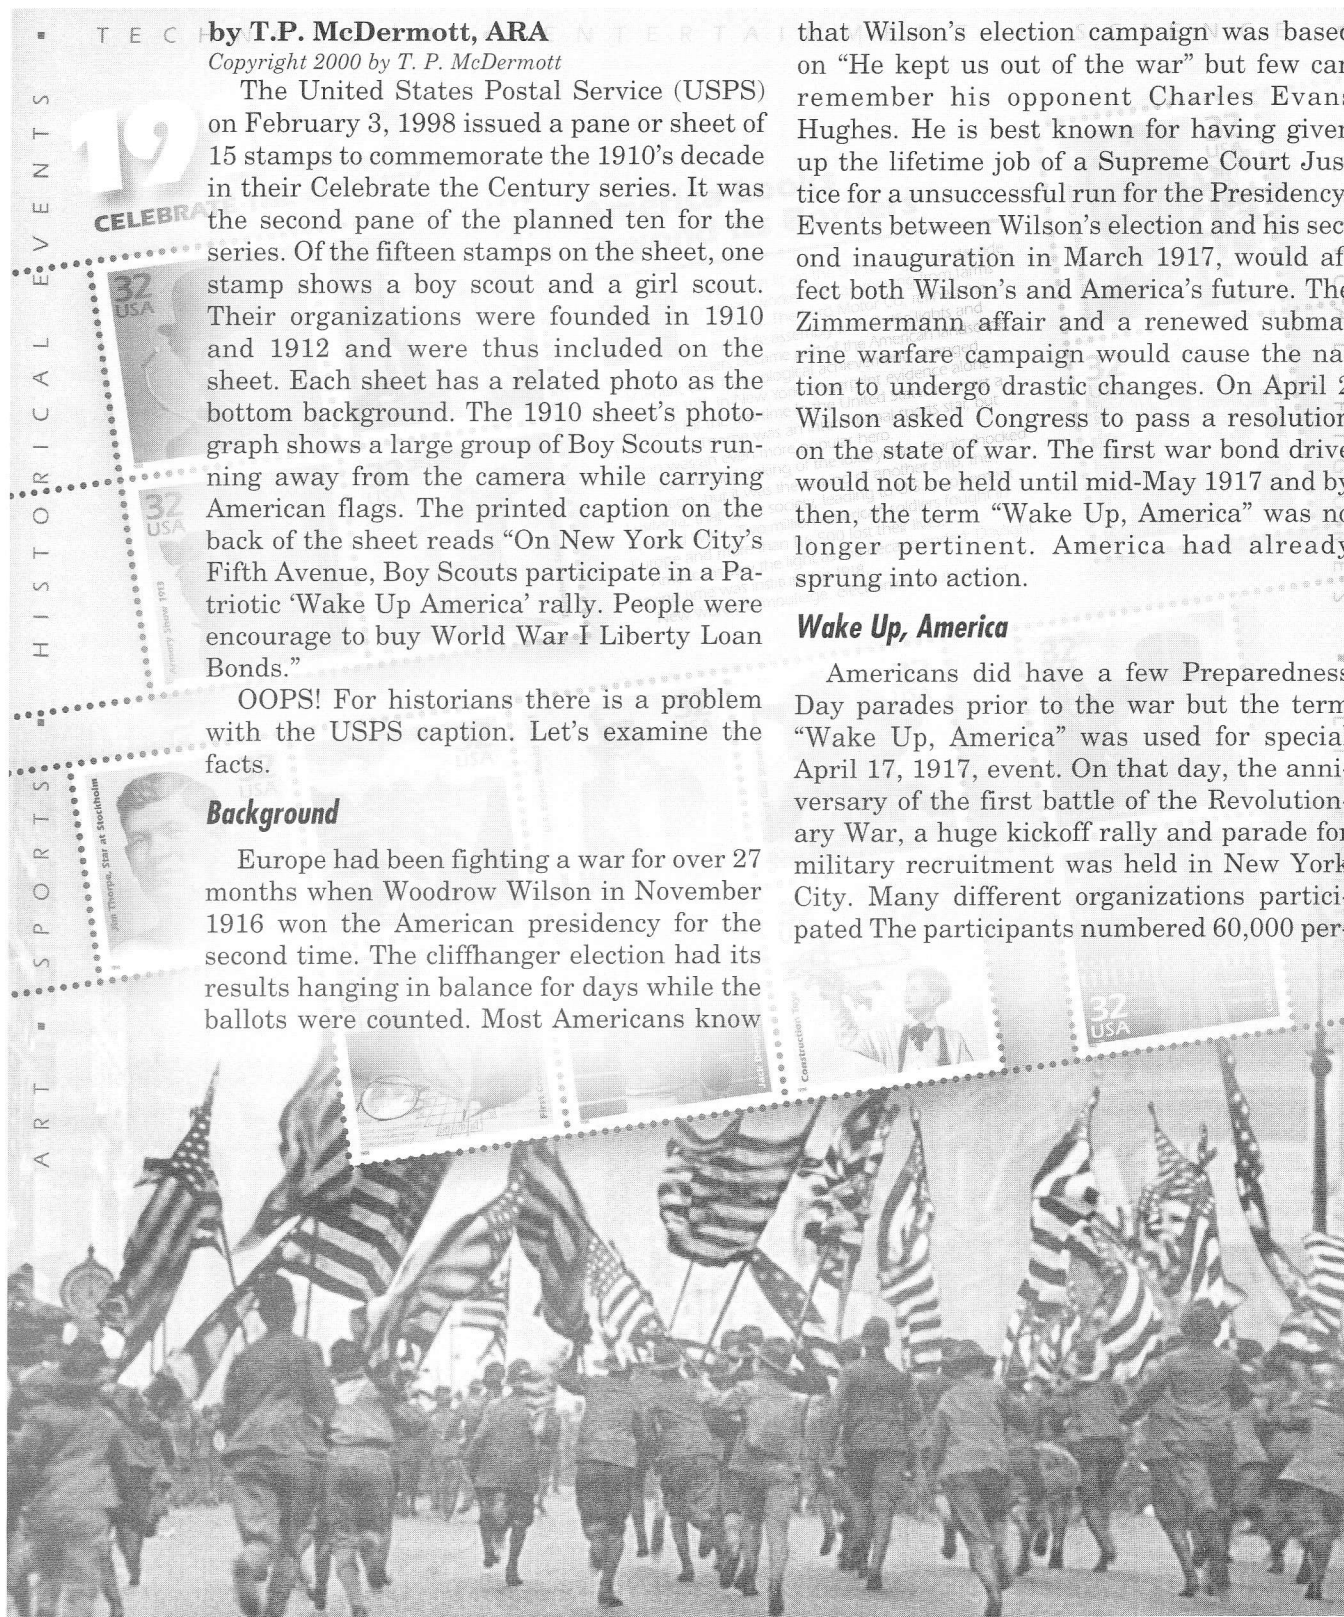 by T.P. McDermott, ARA
Copyright 2000 by T. P. McDermott
The United States Postal Service (USPS)
on February 3, 1998 issued a pane or sheet of
15 stamps to commemorate the 1910's decade
in their Celebrate the Century series. It was
the second pane of the planned ten for the
series. Of the fifteen stamps on the sheet, one
stamp shows a boy scout and a girl scout.
Their organizations were founded in 1910
and 1912 and were thus included on the
sheet. Each sheet has a related photo as the
bottom background. The 1910 sheet's photo-
graph shows a large group of Boy Scouts run-
ning away from the camera while carrying
American flags. The printed caption on the
back of the sheet reads “On New York City's
Fifth Avenue, Boy Scouts participate in a Pa-
triotic ‘Wake Up America’ rally. People were
encourage to buy World War I Liberty Loan
Bonds.”
OOPS! For historians there is a problem
with the USPS caption. Let's examine the
facts.
Background
Europe had been fighting a war for over 27
months when Woodrow Wilson in November
1916 won the American presidency for the
second time. The cliffhanger election had its
results hanging in balance for days while the
ballots were counted. Most Americans know
that Wilson's election campaign was based
on “He kept us out of the war” but few can
remember his opponent Charles Evans
Hughes. He is best known for having given
up the lifetime job of a Supreme Court Jus
tice for a unsuccessful run for the Presidency
Events between Wilson's election and his sec
ond inauguration in March 1917, would af
fect both Wilson's and America's future. The
Zimmermann affair and a renewed subma
rine warfare campaign would cause the na
tion to undergo drastic changes. On April 2
Wilson asked Congress to pass a resolution
on the state of war. The first war bond drive
would not be held until mid-May 1917 and by
then, the term “Wake Up, America” was no
longer pertinent. America had already
sprung into action.
Wake Up, America
Americans did have a few Preparedness
Day parades prior to the war but the term
“Wake Up, America” was used for special
April 17, 1917, event. On that day, the anni-
versary of the first battle of the Revolution-
ary War, a huge kickoff rally and parade for
military recruitment was held in New York
City. Many different organizations partici-
pated The participants numbered 60,000 per-
ART ▪ SPORTS ▪ HISTORICAL EVENTS ▪
TECH
ENTERTAINMENT
19
CELEBRATE
32
USA
32
USA
Armory Show 1913
Jim Thorpe, Star at Stockholm
Construction Toys
32
USA